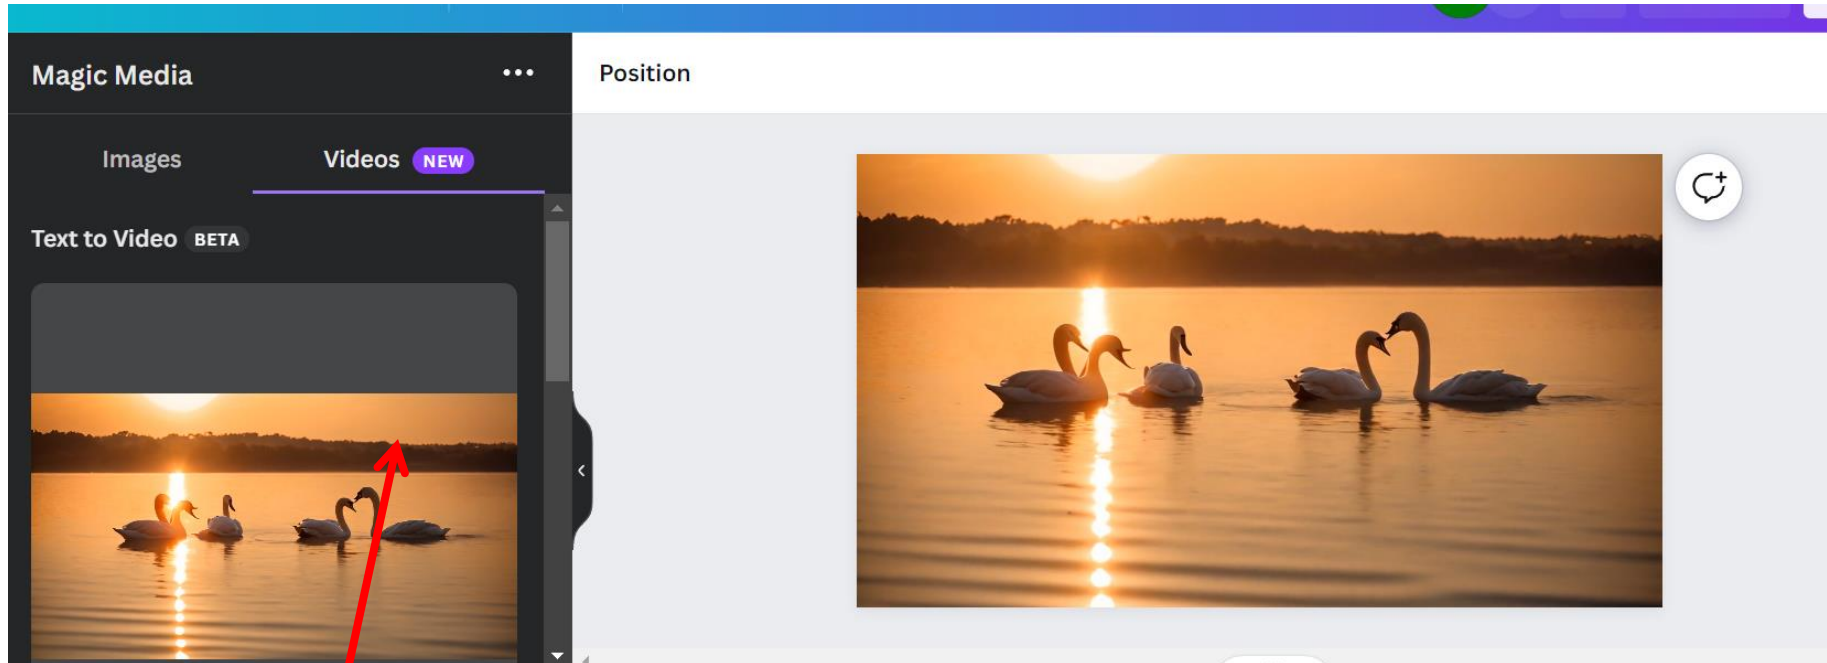 Magic Media
Position
Images
Videos NEW
Text to Video BETA